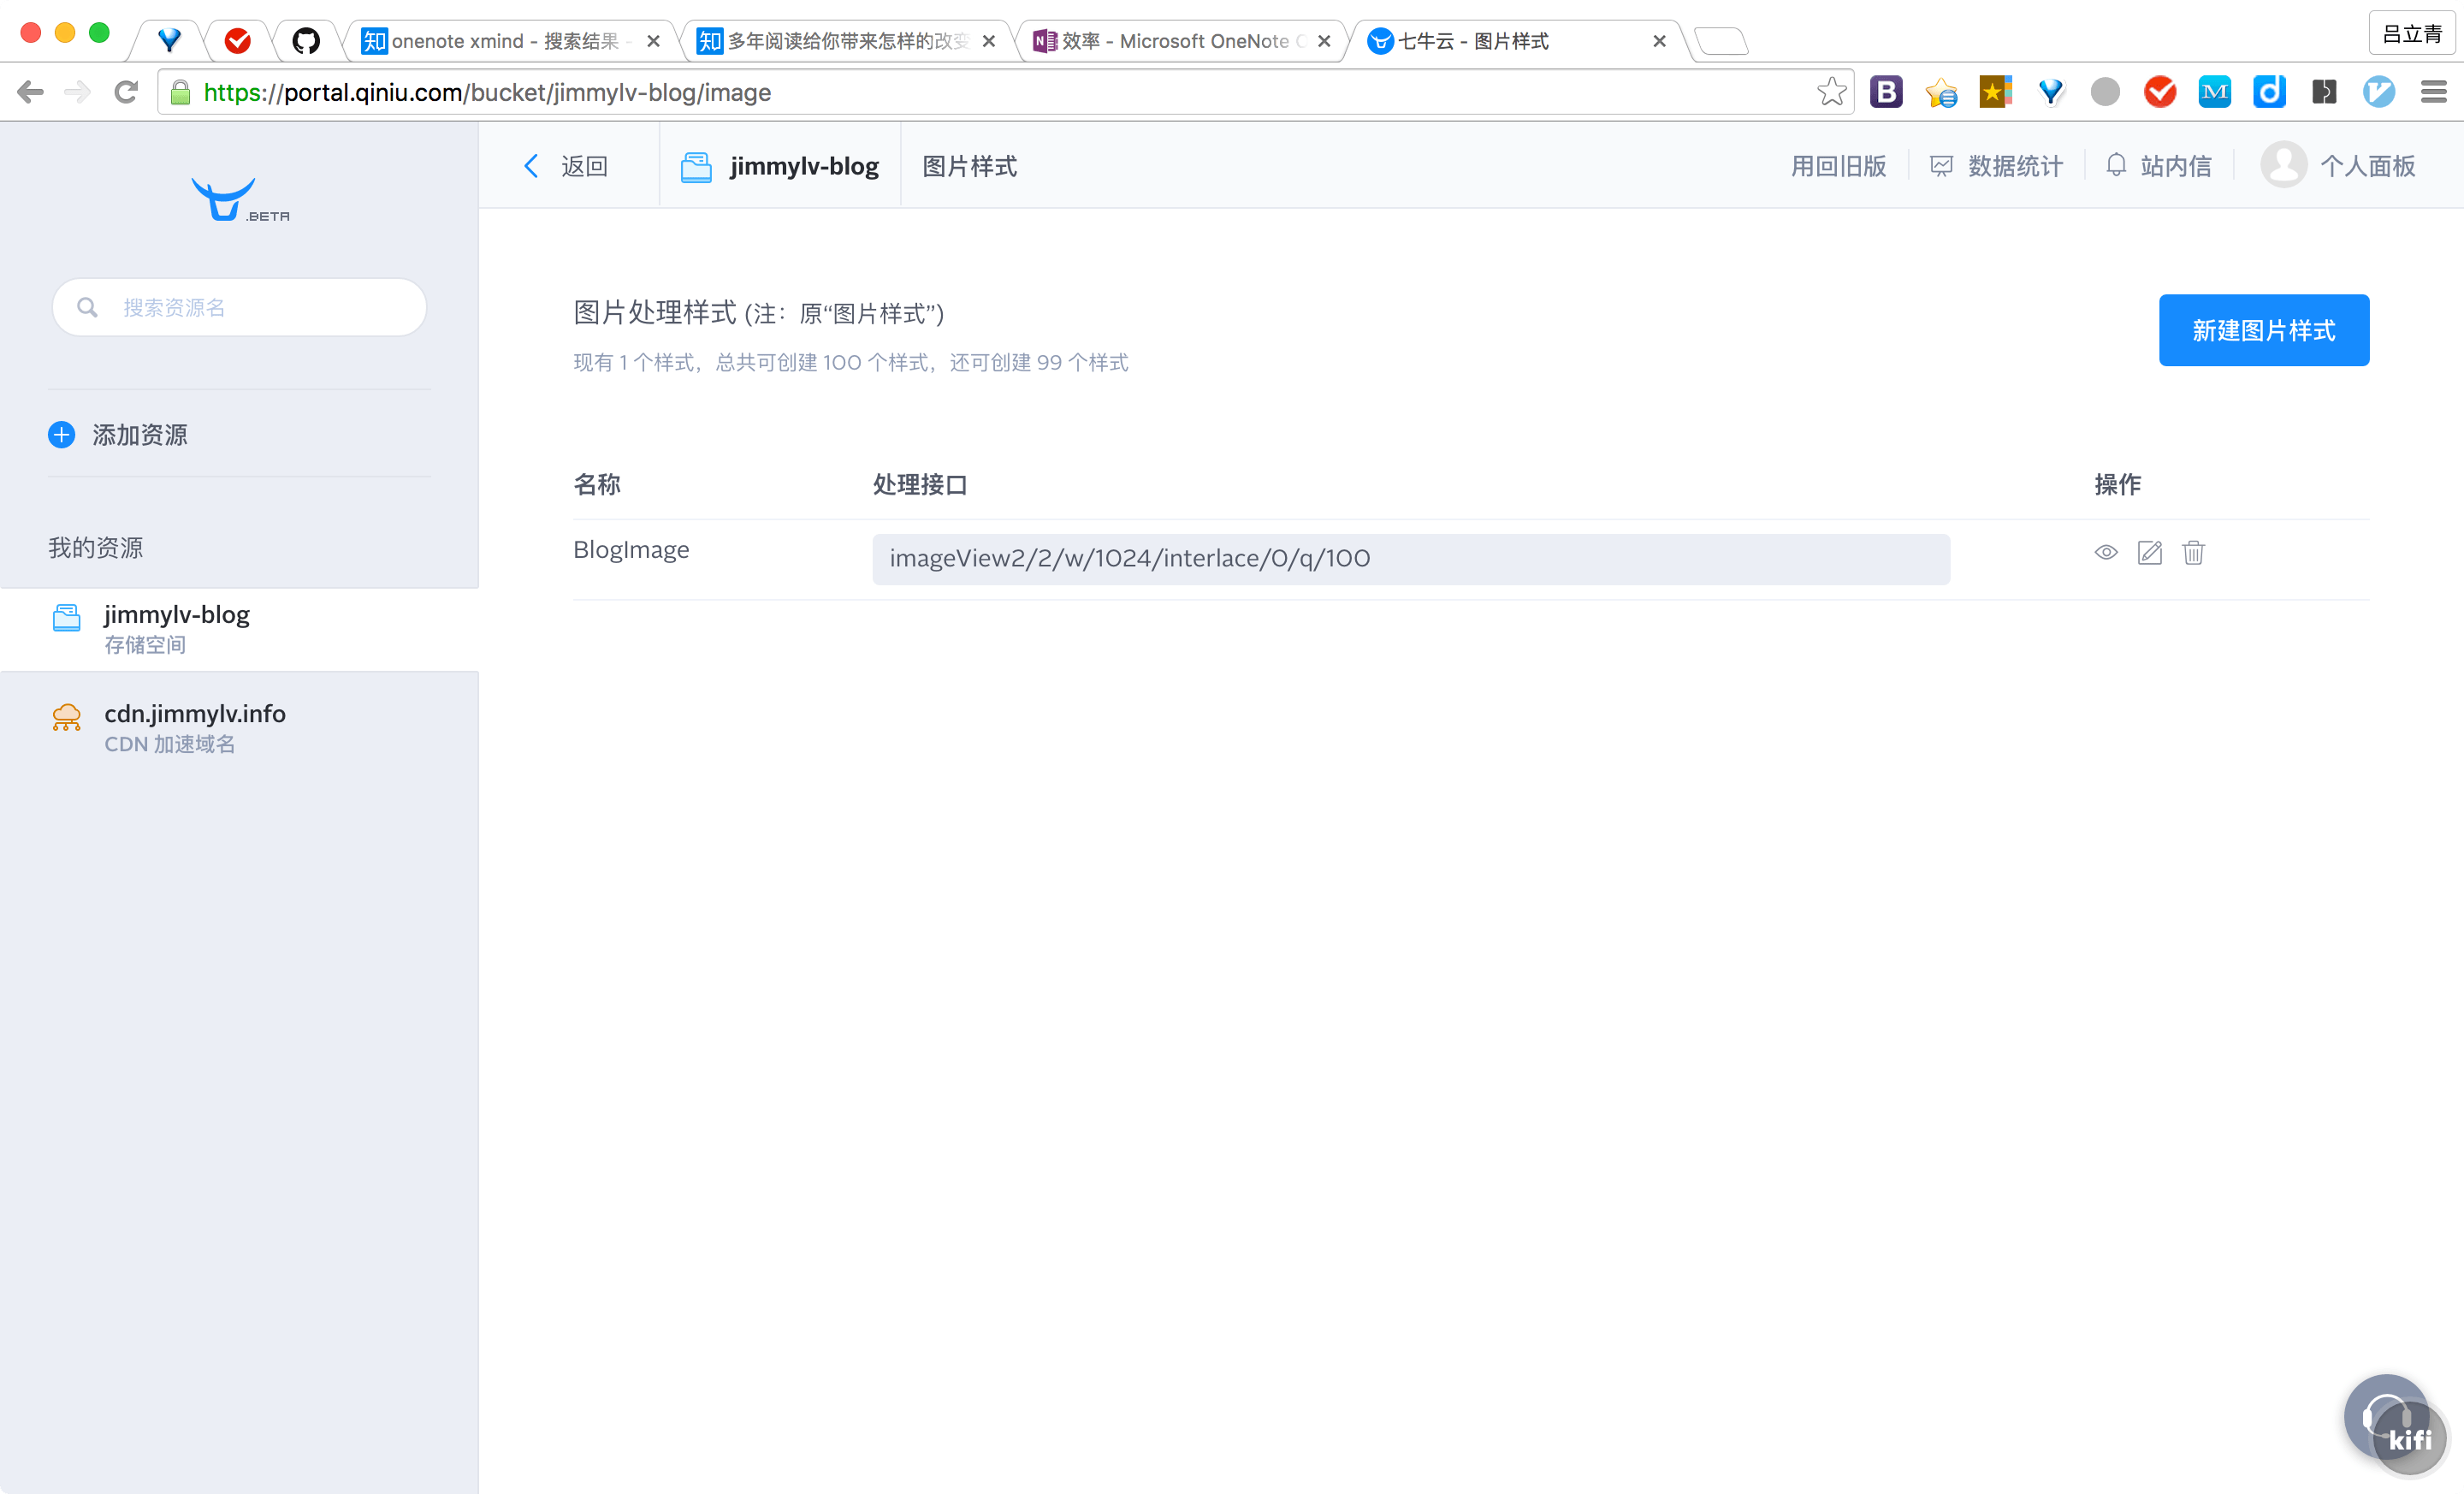 知 onenote xmind - 搜索结果 -
知 多年阅读给你带来怎样的改变
效率 - Microsoft OneNote O
七牛云 - 图片样式
吕立青
https://portal.qiniu.com/bucket/jimmylv-blog/image
.BETA
返回
jimmylv-blog
图片样式
用回旧版
数据统计
站内信
个人面板
搜索资源名
图片处理样式 (注：原“图片样式”)
新建图片样式
现有 1 个样式，总共可创建 100 个样式，还可创建 99 个样式
添加资源
名称
处理接口
操作
我的资源
BlogImage
imageView2/2/w/1024/interlace/0/q/100
jimmylv-blog
存储空间
cdn.jimmylv.info
CDN 加速域名
kifi